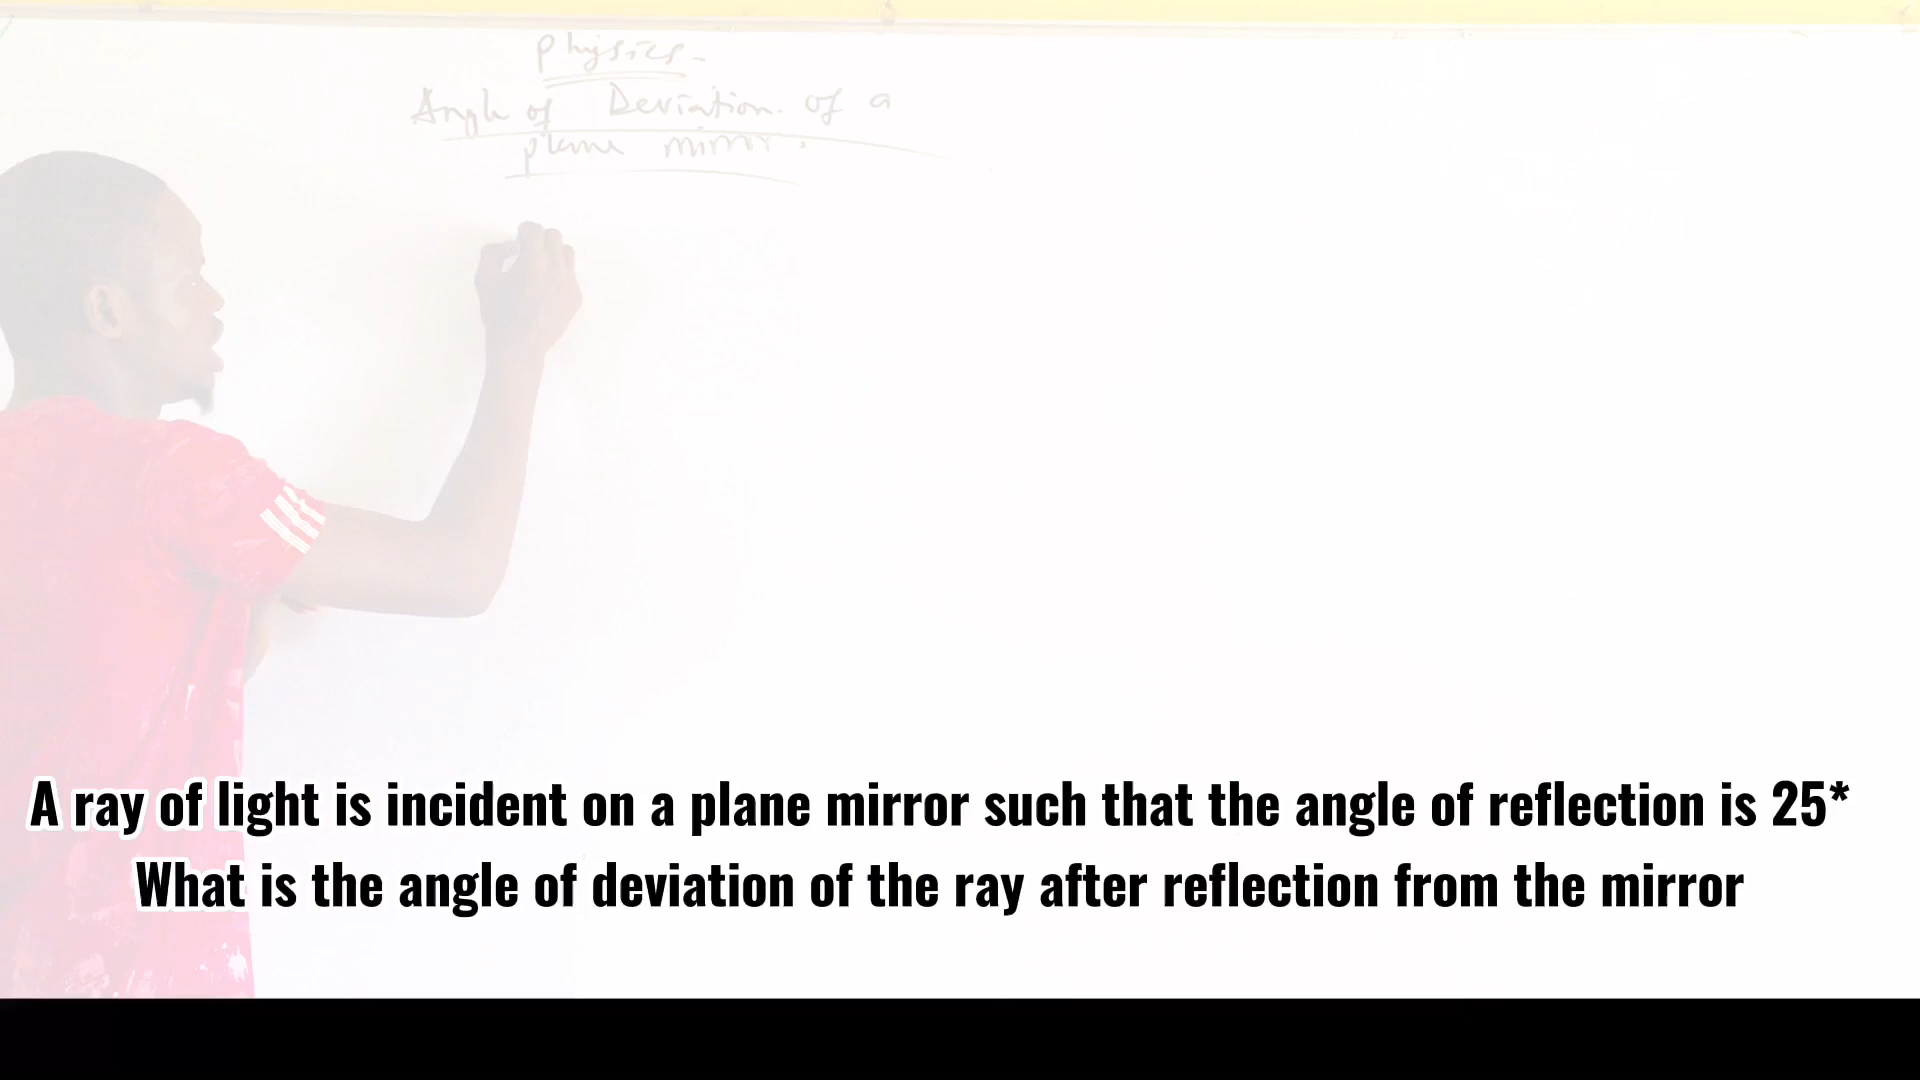 physics-
Angle of Deviation. of a
plane mirror.
A ray of light is incident on a plane mirror such that the angle of reflection is 25*
What is the angle of deviation of the ray after reflection from the mirror